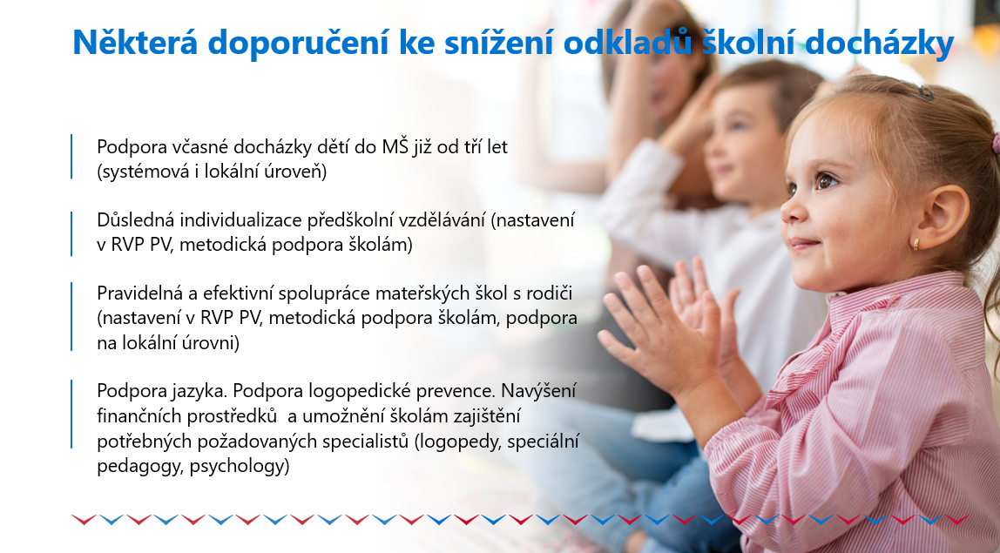 Některá doporučení ke snížení odkladů školní docházky
Podpora včasné docházky dětí do MŠ již od tří let
(systémová i lokální úroveň)
Důsledná individualizace předškolní vzdělávání (nastavení
v RVP PV, metodická podpora školám)
Pravidelná a efektivní spolupráce mateřských škol s rodiči
(nastavení v RVP PV, metodická podpora školám, podpora
na lokální úrovni)
Podpora jazyka. Podpora logopedické prevence. Navýšení
finančních prostředků  a umožnění školám zajištění
potřebných požadovaných specialistů (logopedy, speciální
pedagogy, psychology)